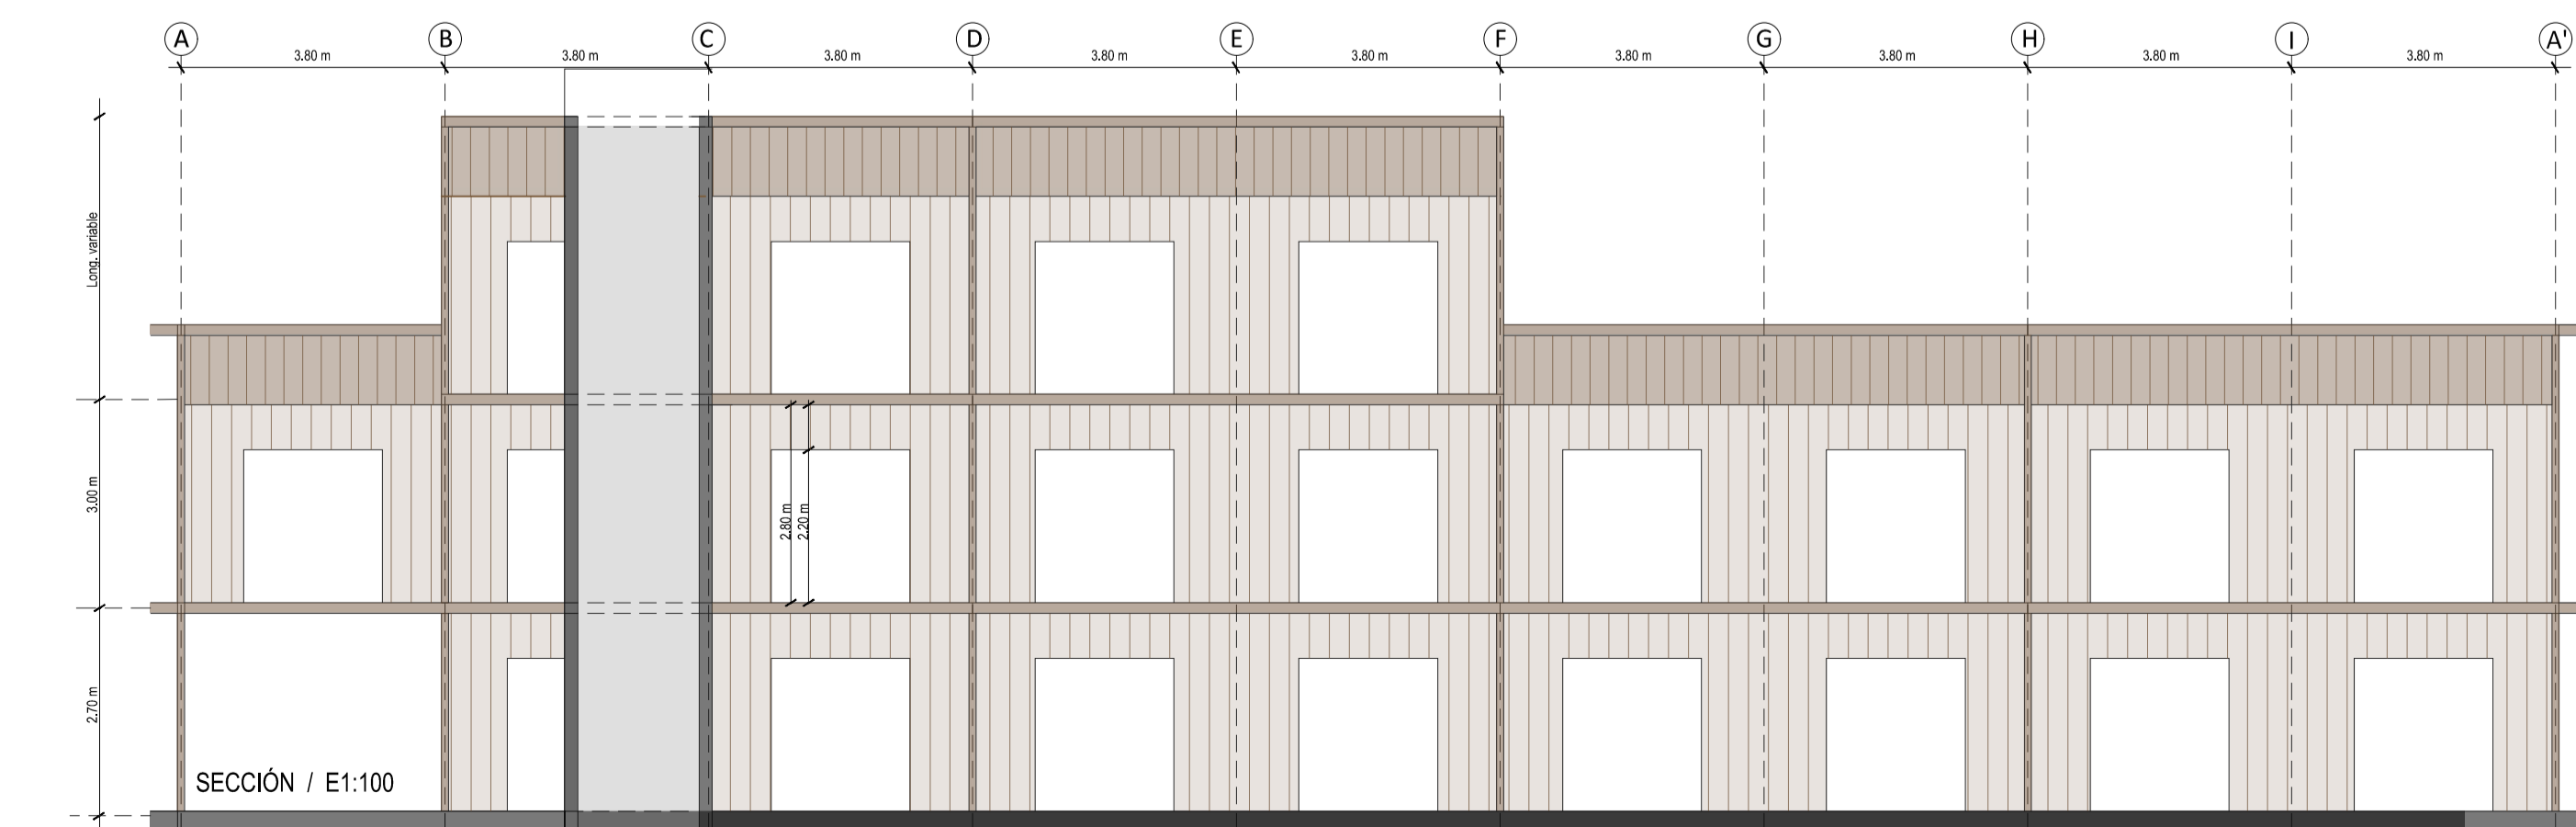 A B C D E F G H I A'
3.80 m 3.80 m 3.80 m 3.80 m 3.80 m 3.80 m 3.80 m 3.80 m 3.80 m
Long. variable
3.00 m
2.80 m
2.20 m
2.70 m
SECCIÓN / E1:100